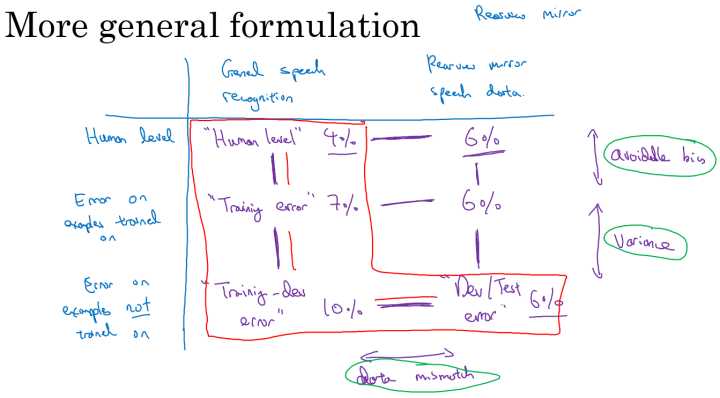 More general formulation
Rearview mirror
General speech
recognition
Rearview mirror
speech data.
Human level
"Human level" 4%
6%
avoidable bias
Error on
examples trained
on
"Training error" 7%
6%
Variance
Error on
examples not
trained on
"Training-dev
error" 10%
"Dev/Test
error" 6%
data mismatch